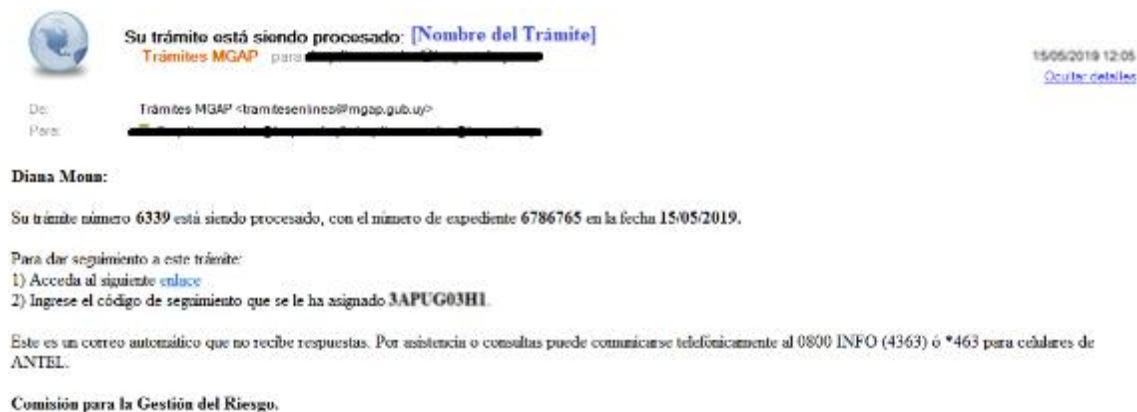 Su trámite está siendo procesado: [Nombre del Trámite]
Trámites MGAP para
15/05/2019 12:05
Ocultar detalles
De: Trámites MGAP <tramitesenlinea@mgap.gub.uy>
Para:
Diana Moun:
Su trámite número 6339 está siendo procesado, con el número de expediente 6786765 en la fecha 15/05/2019.
Para dar seguimiento a este trámite:
1) Acceda al siguiente enlace
2) Ingrese el código de seguimiento que se le ha asignado 3APUG03H1.
Este es un correo automático que no recibe respuestas. Por asistencia o consultas puede comunicarse telefónicamente al 0800 INFO (4363) ó *463 para celulares de
ANTEL.
Comisión para la Gestión del Riesgo.